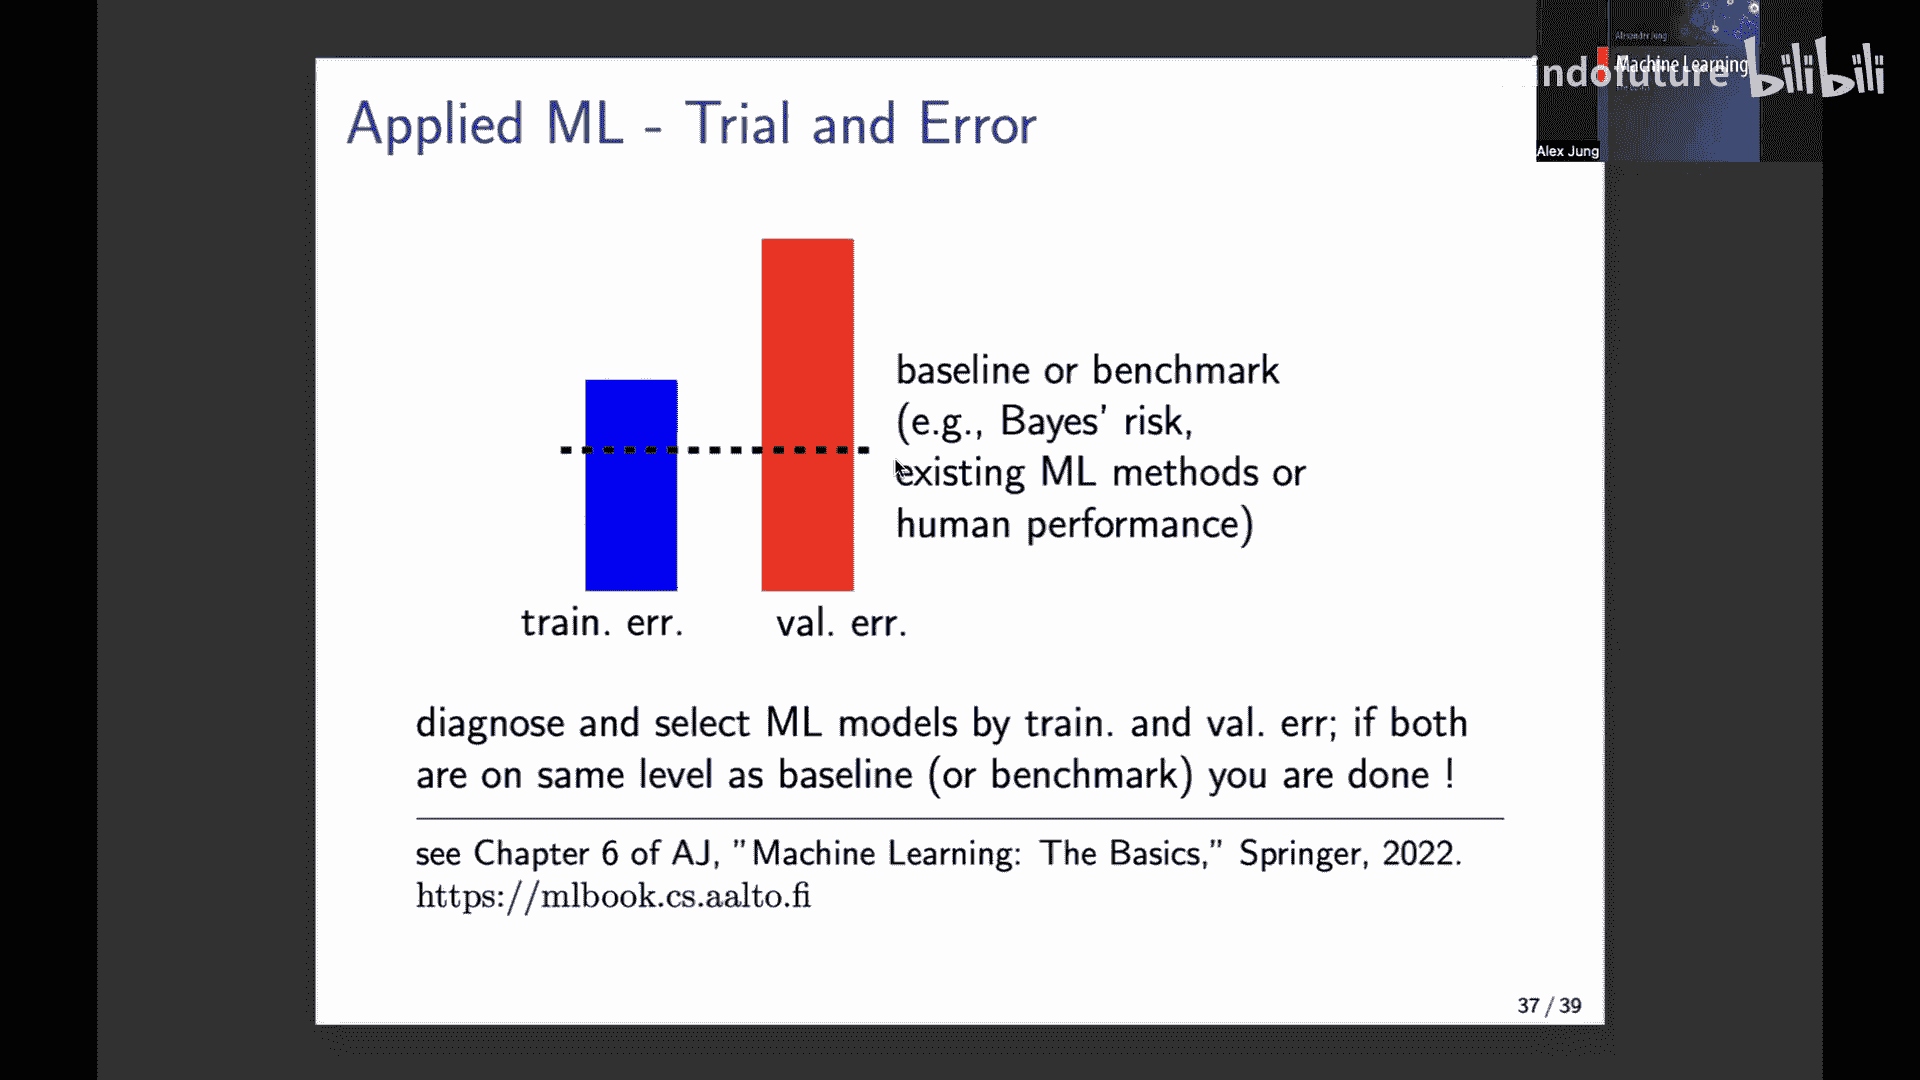 Applied ML - Trial and Error
indofuture bilibili
Machine Learning
Alex Jung
baseline or benchmark
(e.g., Bayes' risk,
existing ML methods or
human performance)
train. err.
val. err.
diagnose and select ML models by train. and val. err; if both
are on same level as baseline (or benchmark) you are done !
see Chapter 6 of AJ, "Machine Learning: The Basics," Springer, 2022.
https://mlbook.cs.aalto.fi
37 / 39